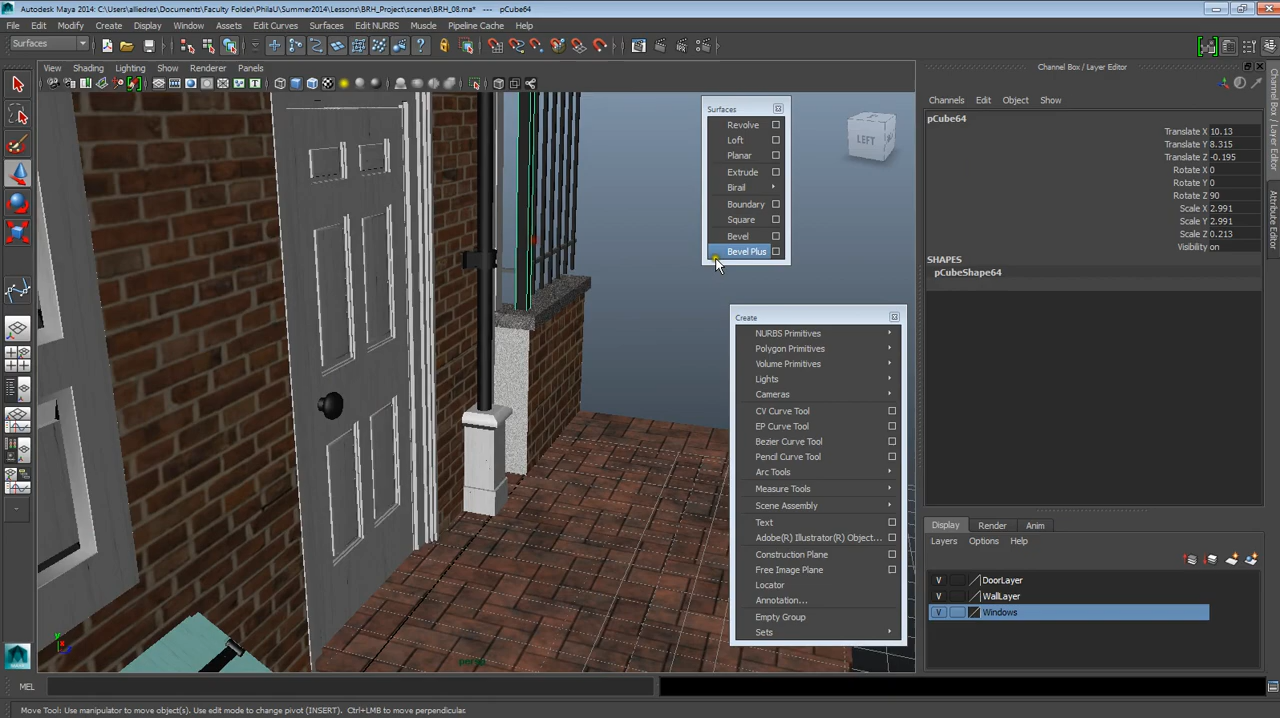 Autodesk Maya 2014: C:\Users\alliedres\Documents\Faculty Folder\PhilaU\Summer2014\Lessons\BRH_Project\scenes\BRH_08.ma* --- pCube64
File Edit Modify Create Display Window Assets Edit Curves Surfaces Edit NURBS Muscle Pipeline Cache Help
Surfaces
View Shading Lighting Show Renderer Panels
Channel Box / Layer Editor
Channels Edit Object Show
pCube64
Translate X 10.13
Translate Y 8.315
Translate Z -0.195
Rotate X 0
Rotate Y 0
Rotate Z 90
Scale X 2.991
Scale Y 2.991
Scale Z 0.213
Visibility on
SHAPES
pCubeShape64
Channel Box / Layer Editor
Attribute Editor
Surfaces
Revolve
Loft
Planar
Extrude
Birail
Boundary
Square
Bevel
Bevel Plus
LEFT
Create
NURBS Primitives
Polygon Primitives
Volume Primitives
Lights
Cameras
CV Curve Tool
EP Curve Tool
Bezier Curve Tool
Pencil Curve Tool
Arc Tools
Measure Tools
Scene Assembly
Text
Adobe(R) Illustrator(R) Object...
Construction Plane
Free Image Plane
Locator
Annotation...
Empty Group
Sets
Display Render Anim
Layers Options Help
V DoorLayer
V WallLayer
V Windows
y
x
z
persp
MEL
Move Tool: Use manipulator to move object(s). Use edit mode to change pivot (INSERT). Ctrl+LMB to move perpendicular.